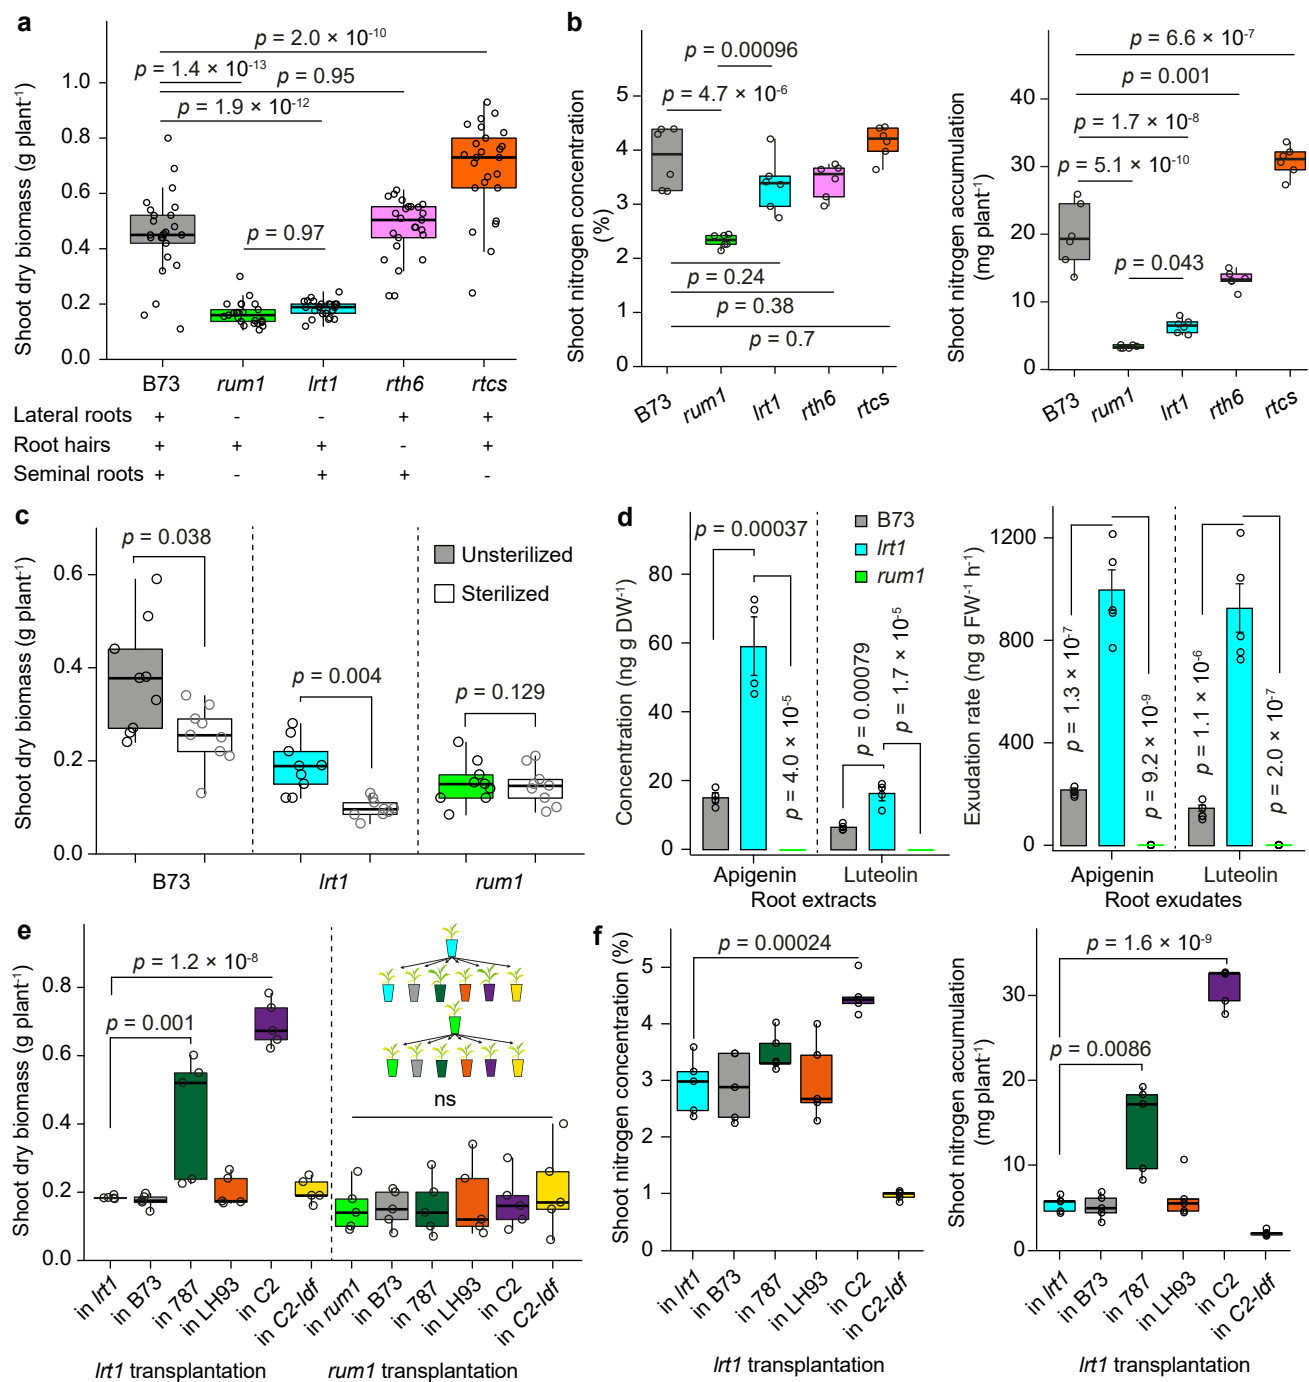 a
Shoot dry biomass (g plant⁻¹)
p = 2.0 × 10⁻¹⁰
p = 1.4 × 10⁻¹³
p = 0.95
p = 1.9 × 10⁻¹²
p = 0.97
1.0
0.8
0.6
0.4
0.2
0.0
B73 rum1 lrt1 rth6 rtcs
Lateral roots + - - + +
Root hairs + + + - +
Seminal roots + - + + -
b
Shoot nitrogen concentration
(%)
p = 0.00096
p = 4.7 × 10⁻⁶
p = 0.24
p = 0.38
p = 0.7
5
4
3
2
1
0
B73 rum1 lrt1 rth6 rtcs
Shoot nitrogen accumulation
(mg plant⁻¹)
p = 6.6 × 10⁻⁷
p = 0.001
p = 1.7 × 10⁻⁸
p = 5.1 × 10⁻¹⁰
p = 0.043
40
30
20
10
0
B73 rum1 lrt1 rth6 rtcs
c
Shoot dry biomass (g plant⁻¹)
p = 0.038
p = 0.004
p = 0.129
Unsterilized
Sterilized
0.6
0.4
0.2
0.0
B73 lrt1 rum1
d
B73
lrt1
rum1
Concentration (ng g DW⁻¹)
p = 0.00037
p = 4.0 × 10⁻⁵
p = 0.00079
p = 1.7 × 10⁻⁵
80
60
40
20
0
Apigenin Luteolin
Root extracts
Exudation rate (ng g FW⁻¹ h⁻¹)
p = 1.3 × 10⁻⁷
p = 9.2 × 10⁻⁹
p = 1.1 × 10⁻⁶
p = 2.0 × 10⁻⁷
1200
800
400
0
Apigenin Luteolin
Root exudates
e
Shoot dry biomass (g plant⁻¹)
p = 1.2 × 10⁻⁸
p = 0.001
ns
0.8
0.6
0.4
0.2
0.0
in lrt1 in B73 in 787 in LH93 in C2 in C2-ldf in rum1 in B73 in 787 in LH93 in C2 in C2-ldf
lrt1 transplantation rum1 transplantation
f
Shoot nitrogen concentration (%)
p = 0.00024
5
4
3
2
1
0
in lrt1 in B73 in 787 in LH93 in C2 in C2-ldf
lrt1 transplantation
Shoot nitrogen accumulation
(mg plant⁻¹)
p = 1.6 × 10⁻⁹
p = 0.0086
30
20
10
0
in lrt1 in B73 in 787 in LH93 in C2 in C2-ldf
lrt1 transplantation